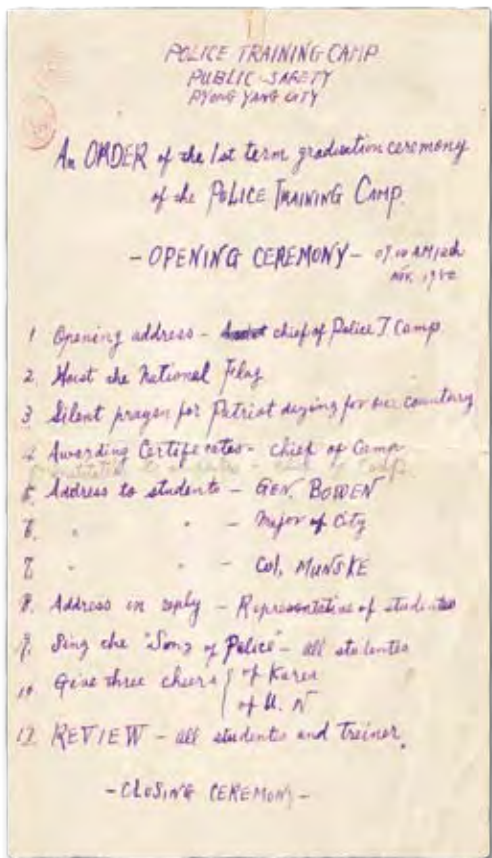 POLICE TRAINING CAMP
PUBLIC SAFETY
PYONG YANG CITY
An ORDER of the 1st term graduation ceremony
of the POLICE TRAINING CAMP.
- OPENING CEREMONY - 09.00 AM
Nov. 1950
1 Opening address - chief of Police T. Camp
2. Hoist the National Flag
3 Silent prayer for Patriot dying for our country
4 Awarding Certificates - chief of Camp
5. Address to students - GEN. BOWEN
6. " " - Major of City
7. " " - Col, MUNSKE
8. Address in reply - Representative of students
9. Sing the "Song of Police" - all students
10 Give three cheers { of Korea
of U. N
12. REVIEW - all students and treiner.
- CLOSING CEREMONY -